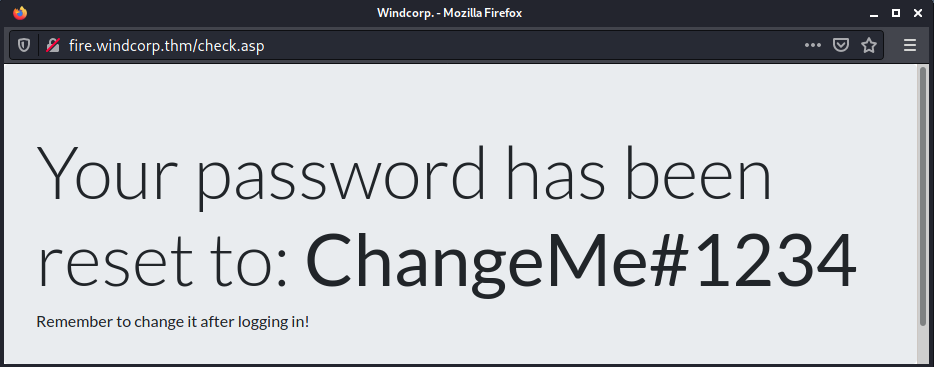 Windcorp. - Mozilla Firefox
fire.windcorp.thm/check.asp
Your password has been
reset to: ChangeMe#1234
Remember to change it after logging in!